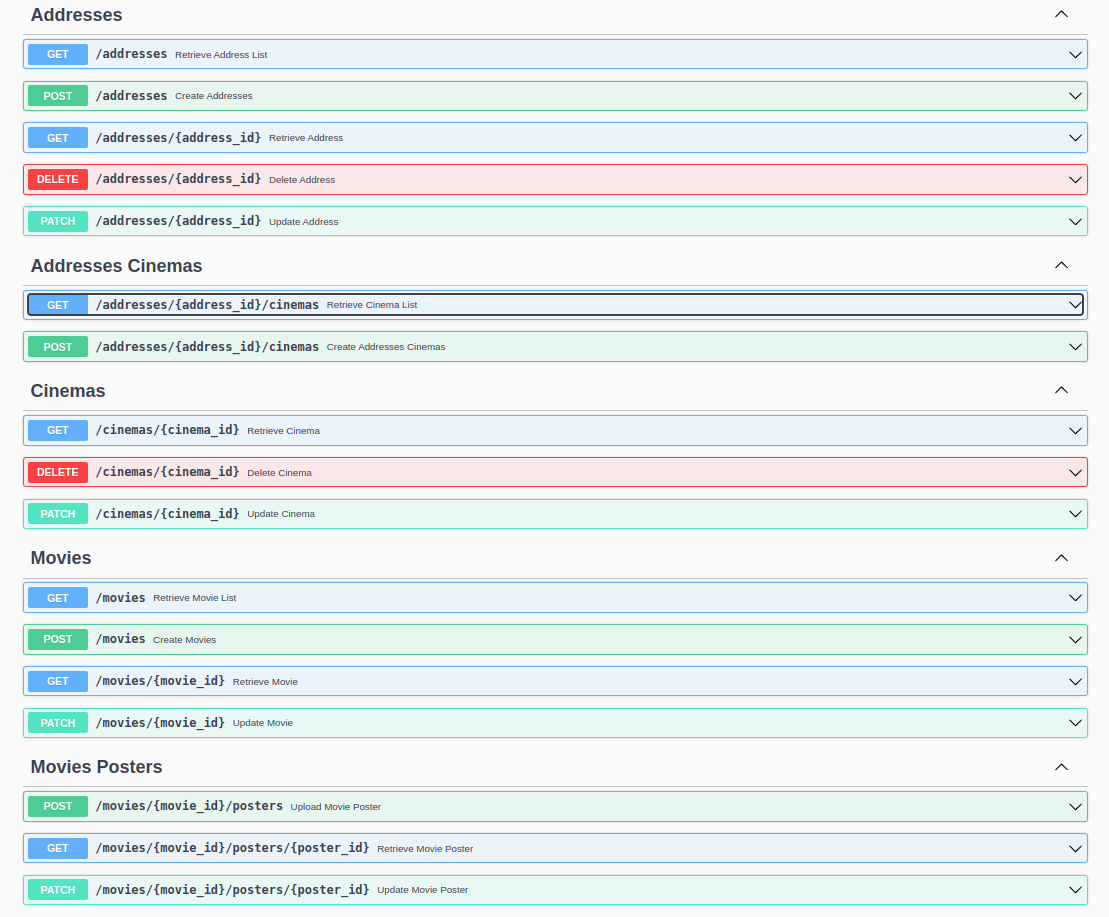 Addresses
GET /addresses Retrieve Address List
POST /addresses Create Addresses
GET /addresses/{address_id} Retrieve Address
DELETE /addresses/{address_id} Delete Address
PATCH /addresses/{address_id} Update Address
Addresses Cinemas
GET /addresses/{address_id}/cinemas Retrieve Cinema List
POST /addresses/{address_id}/cinemas Create Addresses Cinemas
Cinemas
GET /cinemas/{cinema_id} Retrieve Cinema
DELETE /cinemas/{cinema_id} Delete Cinema
PATCH /cinemas/{cinema_id} Update Cinema
Movies
GET /movies Retrieve Movie List
POST /movies Create Movies
GET /movies/{movie_id} Retrieve Movie
PATCH /movies/{movie_id} Update Movie
Movies Posters
POST /movies/{movie_id}/posters Upload Movie Poster
GET /movies/{movie_id}/posters/{poster_id} Retrieve Movie Poster
PATCH /movies/{movie_id}/posters/{poster_id} Update Movie Poster